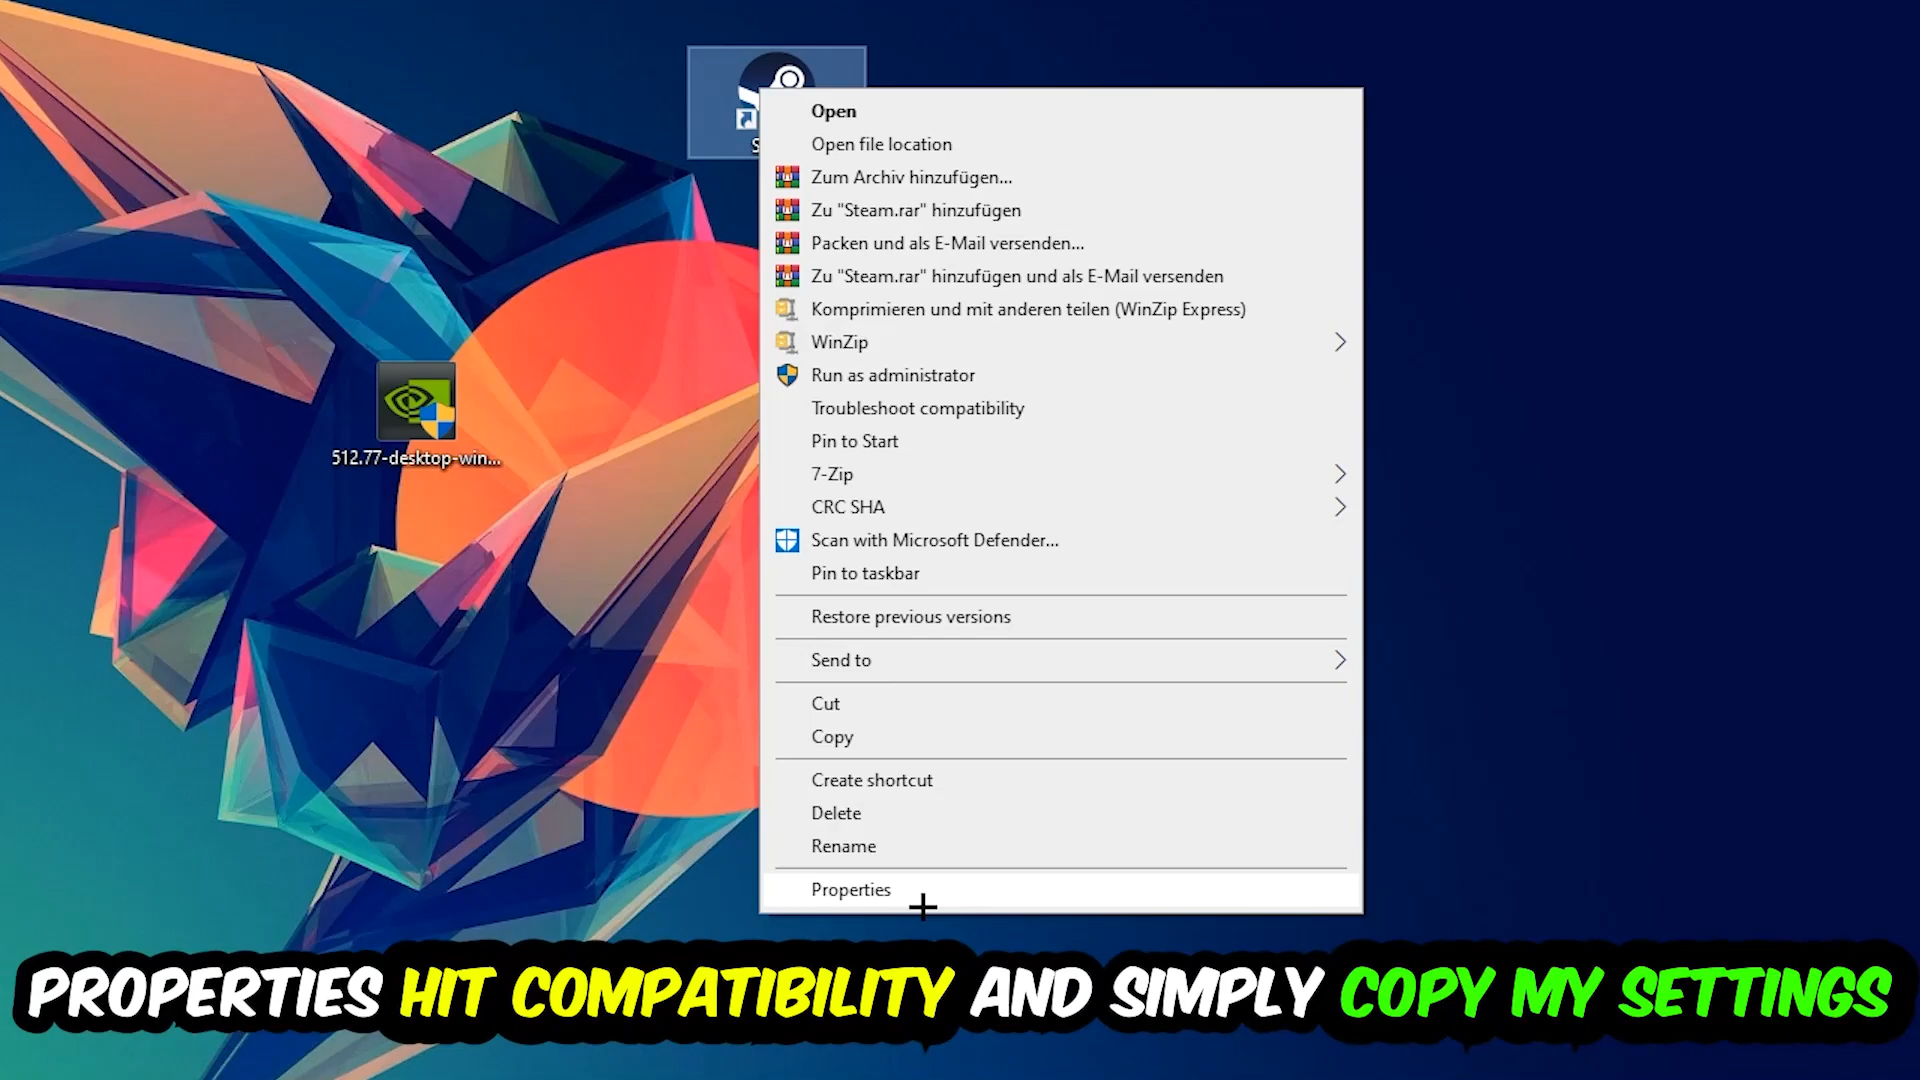 S
Open
Open file location
Zum Archiv hinzufügen...
Zu "Steam.rar" hinzufügen
Packen und als E-Mail versenden...
Zu "Steam.rar" hinzufügen und als E-Mail versenden
Komprimieren und mit anderen teilen (WinZip Express)
WinZip
Run as administrator
Troubleshoot compatibility
Pin to Start
7-Zip
CRC SHA
Scan with Microsoft Defender...
Pin to taskbar
Restore previous versions
Send to
Cut
Copy
Create shortcut
Delete
Rename
Properties
512.77-desktop-win...
PROPERTIES HIT COMPATIBILITY AND SIMPLY COPY MY SETTINGS